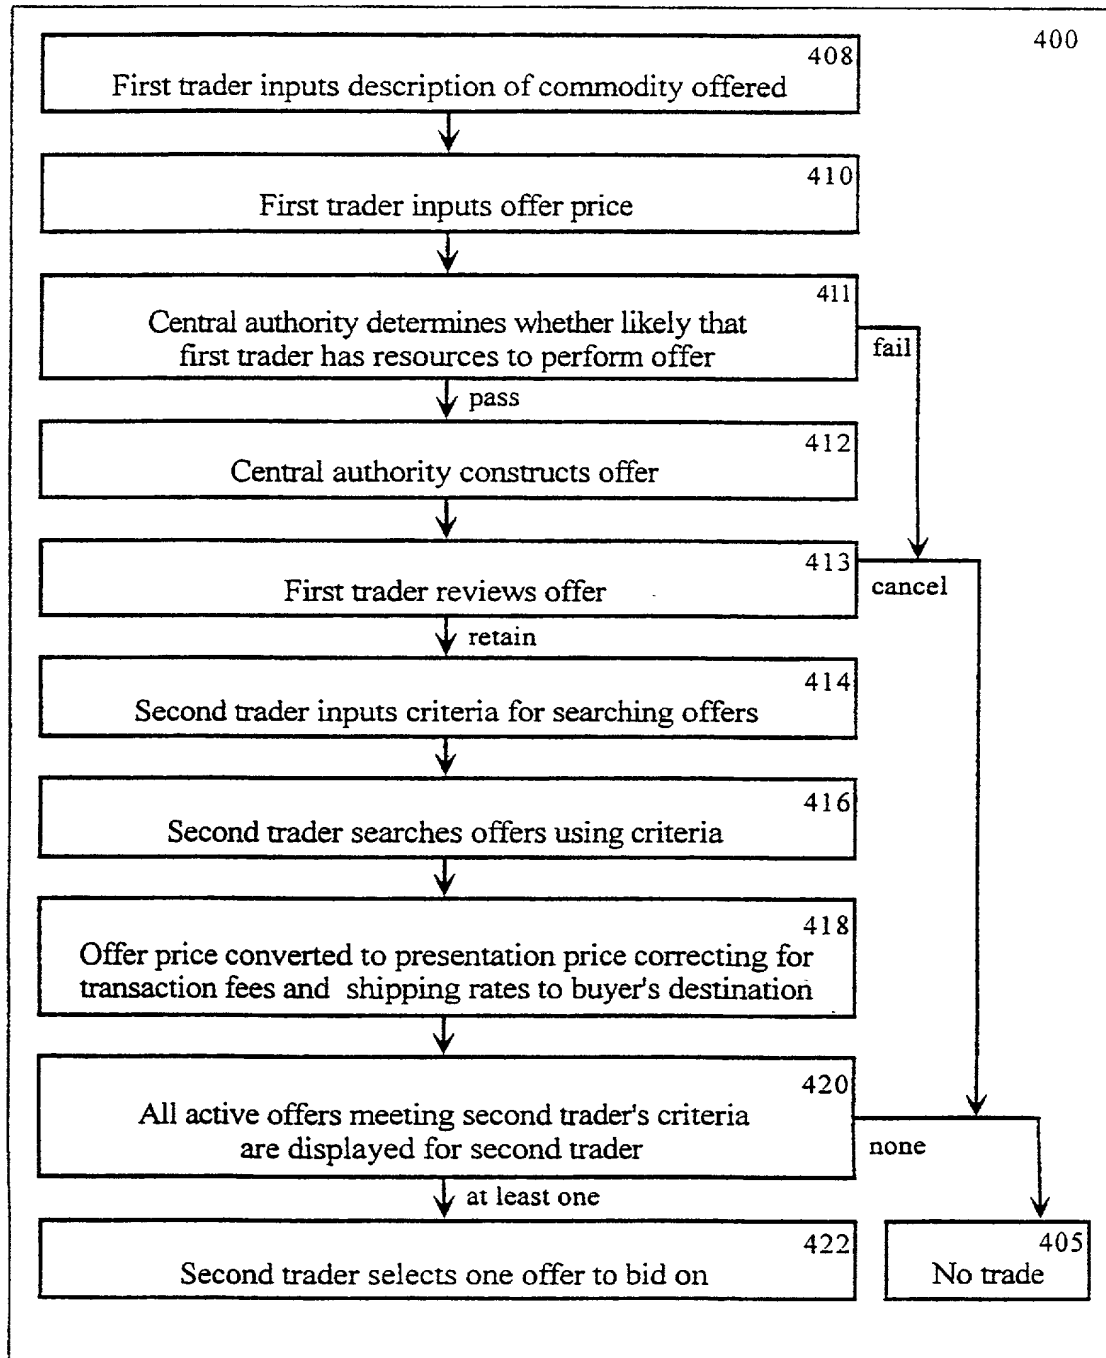 400
408
First trader inputs description of commodity offered
410
First trader inputs offer price
411
Central authority determines whether likely that
first trader has resources to perform offer
fail
pass
412
Central authority constructs offer
413
First trader reviews offer
cancel
retain
414
Second trader inputs criteria for searching offers
416
Second trader searches offers using criteria
418
Offer price converted to presentation price correcting for
transaction fees and shipping rates to buyer's destination
420
All active offers meeting second trader's criteria
are displayed for second trader
none
at least one
422
Second trader selects one offer to bid on
405
No trade